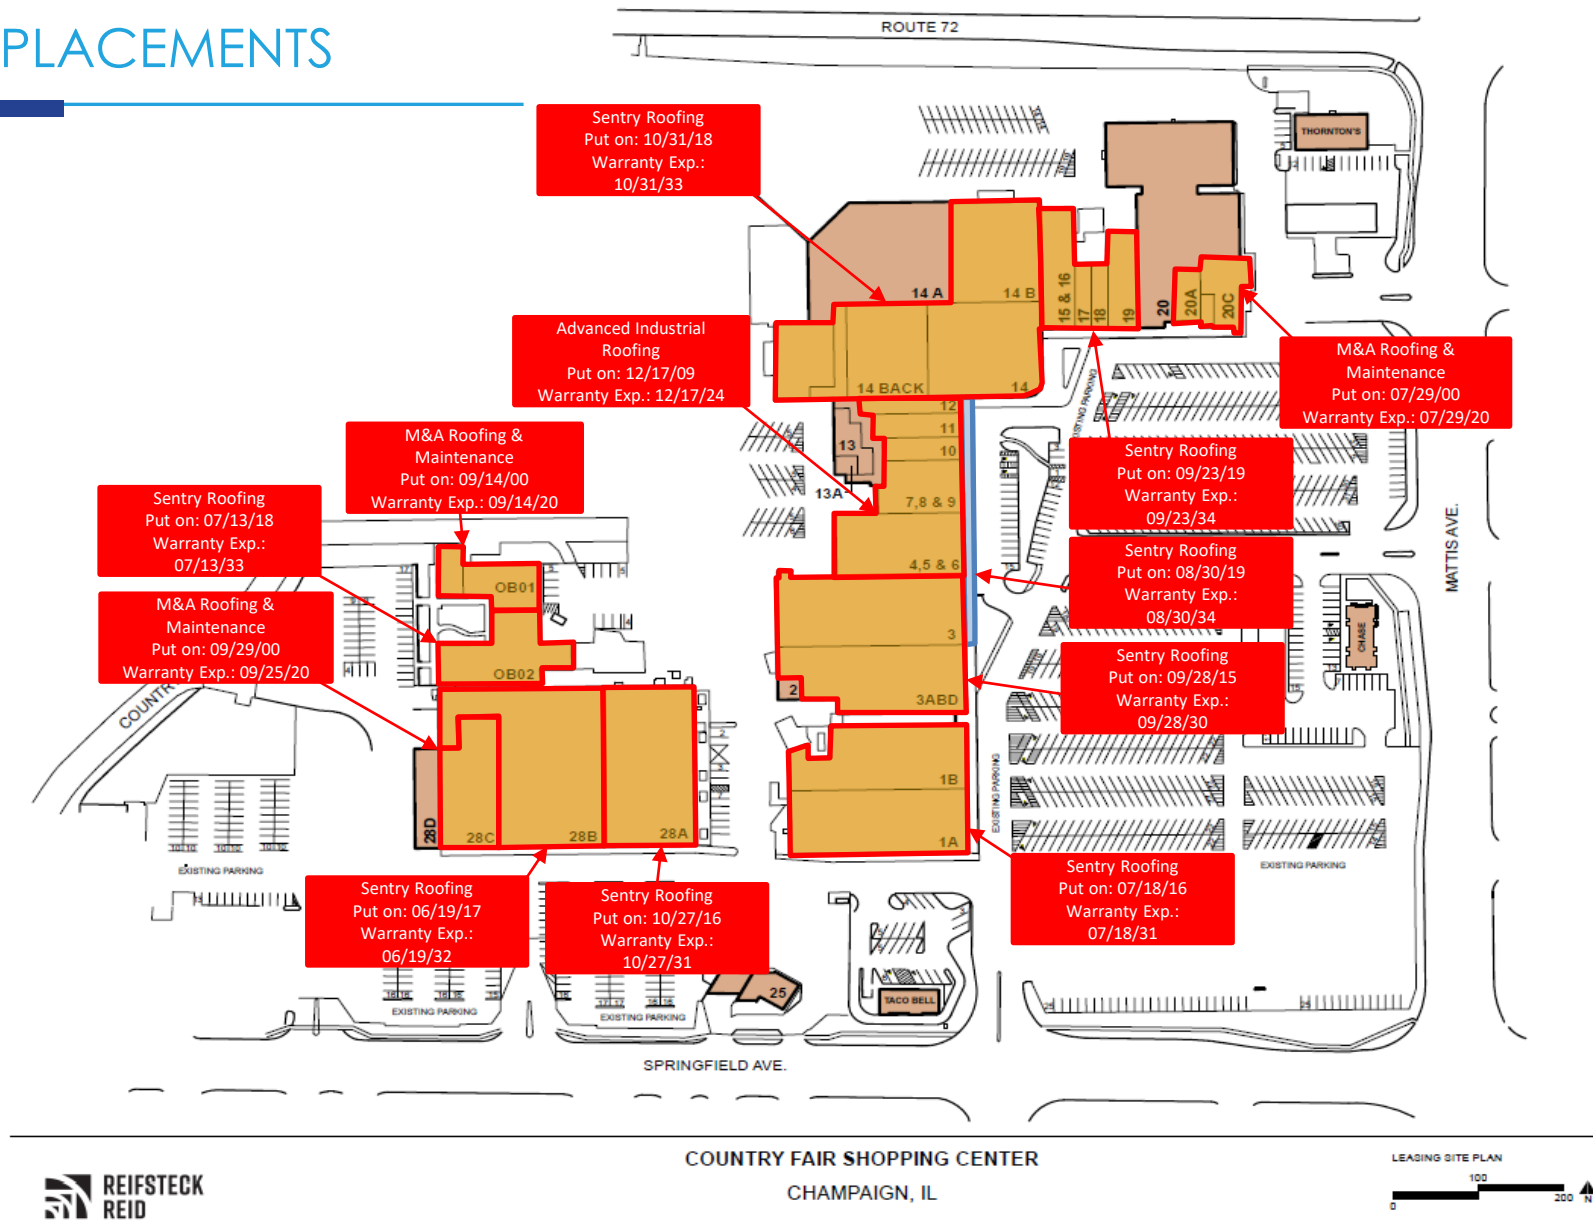 PLACEMENTS
ROUTE 72
Sentry Roofing
Put on: 10/31/18
Warranty Exp.:
10/31/33
THORNTON'S
14 A
14 B
15 & 16
17
18
19
20
20A
20C
Advanced Industrial
Roofing
Put on: 12/17/09
Warranty Exp.: 12/17/24
M&A Roofing &
Maintenance
Put on: 07/29/00
Warranty Exp.: 07/29/20
14 BACK
14
EXISTING PARKING
12
11
10
13
13A
7,8 & 9
4,5 & 6
M&A Roofing &
Maintenance
Put on: 09/14/00
Warranty Exp.: 09/14/20
Sentry Roofing
Put on: 09/23/19
Warranty Exp.:
09/23/34
Sentry Roofing
Put on: 07/13/18
Warranty Exp.:
07/13/33
Sentry Roofing
Put on: 08/30/19
Warranty Exp.:
08/30/34
MATTIS AVE.
OB01
M&A Roofing &
Maintenance
Put on: 09/29/00
Warranty Exp.: 09/25/20
CHASE
3
Sentry Roofing
Put on: 09/28/15
Warranty Exp.:
09/28/30
OB02
2
3ABD
COUNTR
1B
EXISTING PARKING
28D
28C
28B
28A
1A
EXISTING PARKING
EXISTING PARKING
Sentry Roofing
Put on: 06/19/17
Warranty Exp.:
06/19/32
Sentry Roofing
Put on: 10/27/16
Warranty Exp.:
10/27/31
Sentry Roofing
Put on: 07/18/16
Warranty Exp.:
07/18/31
25
TACO BELL
EXISTING PARKING
EXISTING PARKING
SPRINGFIELD AVE.
COUNTRY FAIR SHOPPING CENTER
CHAMPAIGN, IL
REIFSTECK
REID
LEASING SITE PLAN
100
0
200
N